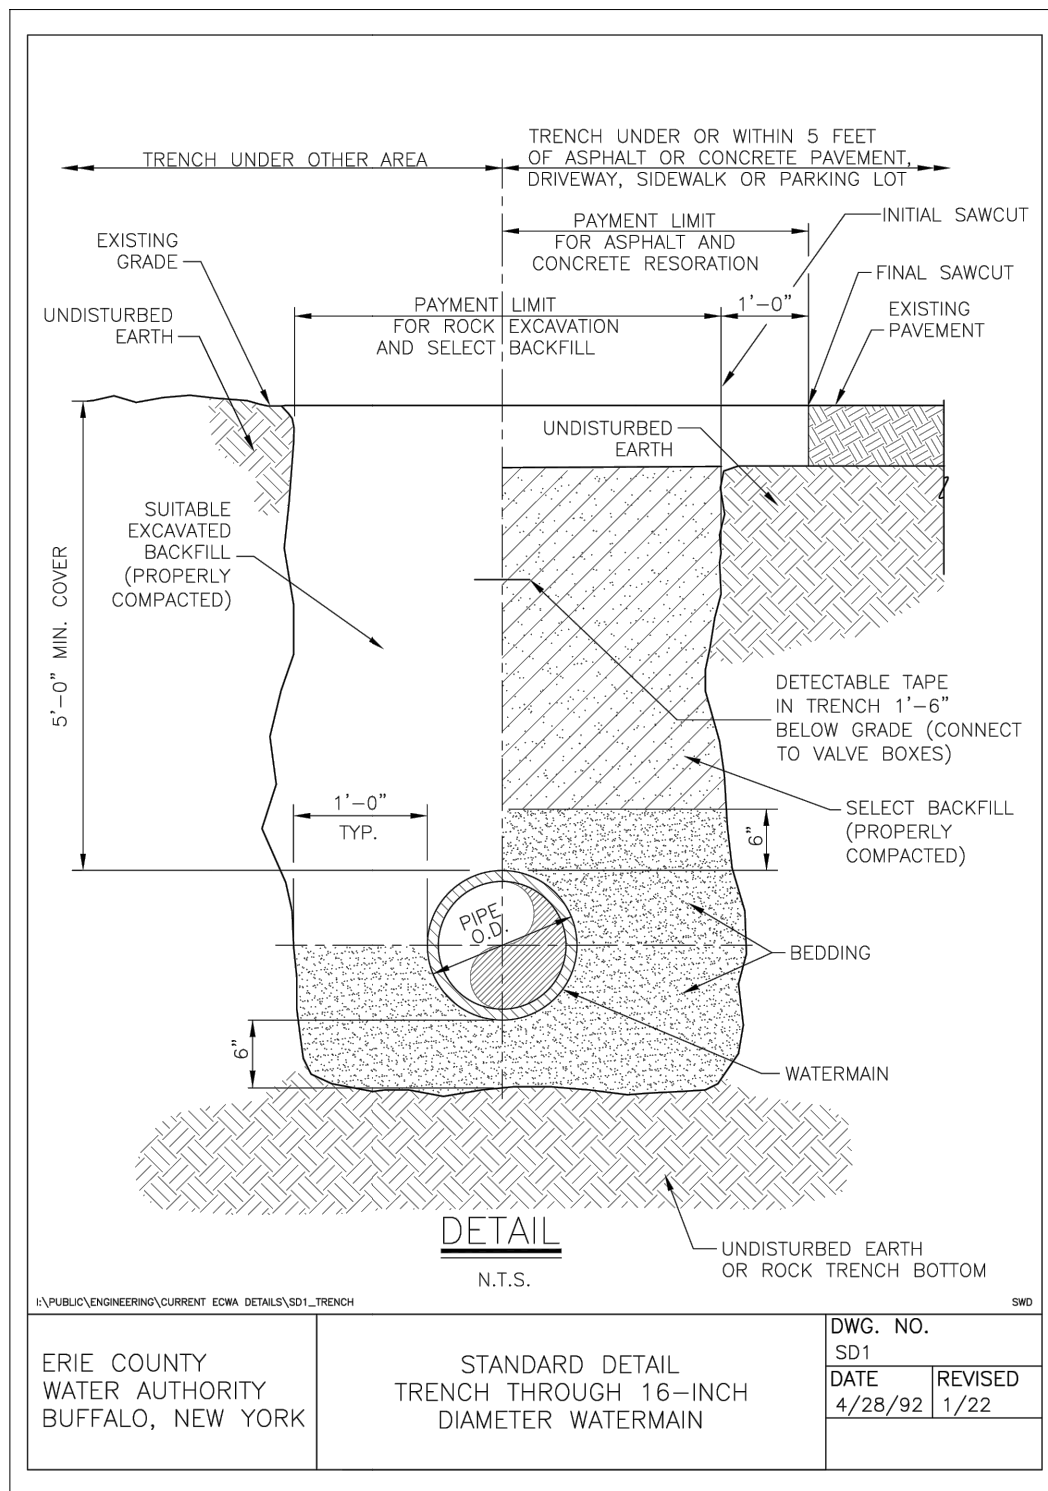 TRENCH UNDER OTHER AREA
TRENCH UNDER OR WITHIN 5 FEET
OF ASPHALT OR CONCRETE PAVEMENT,
DRIVEWAY, SIDEWALK OR PARKING LOT
PAYMENT LIMIT
FOR ASPHALT AND
CONCRETE RESORATION
INITIAL SAWCUT
EXISTING
GRADE
FINAL SAWCUT
UNDISTURBED
EARTH
PAYMENT LIMIT
FOR ROCK EXCAVATION
AND SELECT BACKFILL
1'-0"
EXISTING
PAVEMENT
UNDISTURBED
EARTH
SUITABLE
EXCAVATED
BACKFILL
(PROPERLY
COMPACTED)
5'-0" MIN. COVER
DETECTABLE TAPE
IN TRENCH 1'-6"
BELOW GRADE (CONNECT
TO VALVE BOXES)
1'-0"
TYP.
6"
SELECT BACKFILL
(PROPERLY
COMPACTED)
PIPE
O.D.
BEDDING
6"
WATERMAIN
DETAIL
N.T.S.
UNDISTURBED EARTH
OR ROCK TRENCH BOTTOM
I:\PUBLIC\ENGINEERING\CURRENT ECWA DETAILS\SD1_TRENCH
SWD
ERIE COUNTY
WATER AUTHORITY
BUFFALO, NEW YORK
STANDARD DETAIL
TRENCH THROUGH 16-INCH
DIAMETER WATERMAIN
DWG. NO.
SD1
DATE
4/28/92
REVISED
1/22